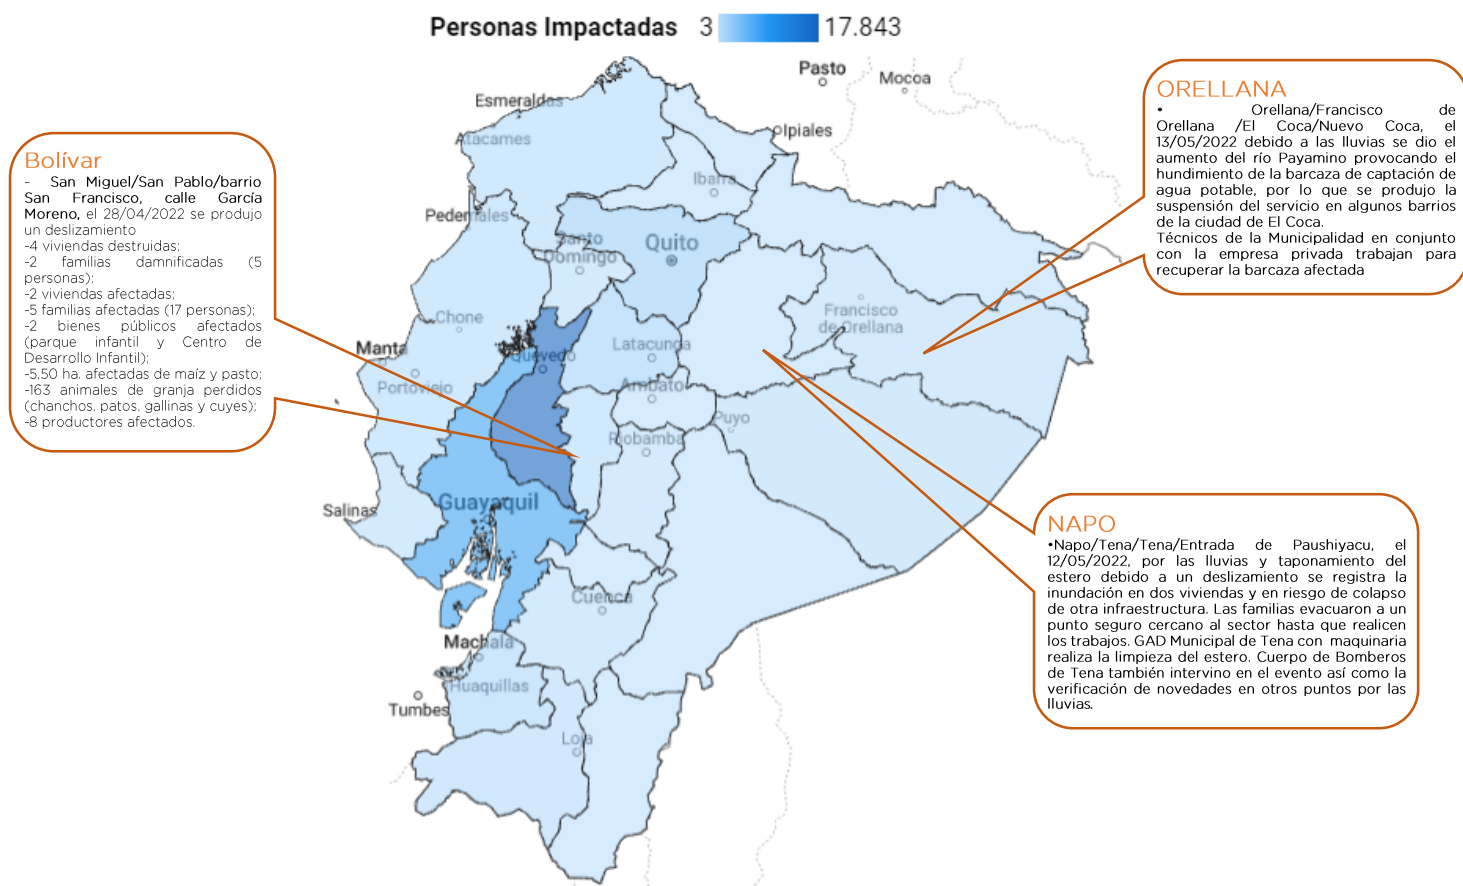 Personas Impactadas 3 17.843
Pasto
Mocoa
Esmeraldas
Atacames
Ipiales
Ibarra
Pedernales
Santo
Domingo
Quito
Chone
Francisco
de Orellana
Manta
Quevedo
Latacunga
Portoviejo
Ambato
Puyo
Riobamba
Salinas
Guayaquil
Cuenca
Machala
Huaquillas
Tumbes
Loja
Bolívar
- San Miguel/San Pablo/barrio
San Francisco, calle García
Moreno, el 28/04/2022 se produjo
un deslizamiento
-4 viviendas destruidas;
-2 familias damnificadas (5
personas);
-2 viviendas afectadas;
-5 familias afectadas (17 personas);
-2 bienes públicos afectados
(parque infantil y Centro de
Desarrollo Infantil);
-5,50 ha. afectadas de maíz y pasto;
-163 animales de granja perdidos
(chanchos, patos, gallinas y cuyes);
-8 productores afectados.
ORELLANA
• Orellana/Francisco de
Orellana /El Coca/Nuevo Coca, el
13/05/2022 debido a las lluvias se dio el
aumento del río Payamino provocando el
hundimiento de la barcaza de captación de
agua potable, por lo que se produjo la
suspensión del servicio en algunos barrios
de la ciudad de El Coca.
Técnicos de la Municipalidad en conjunto
con la empresa privada trabajan para
recuperar la barcaza afectada
NAPO
•Napo/Tena/Tena/Entrada de Paushiyacu, el
12/05/2022, por las lluvias y taponamiento del
estero debido a un deslizamiento se registra la
inundación en dos viviendas y en riesgo de colapso
de otra infraestructura. Las familias evacuaron a un
punto seguro cercano al sector hasta que realicen
los trabajos. GAD Municipal de Tena con maquinaria
realiza la limpieza del estero. Cuerpo de Bomberos
de Tena también intervino en el evento así como la
verificación de novedades en otros puntos por las
lluvias.